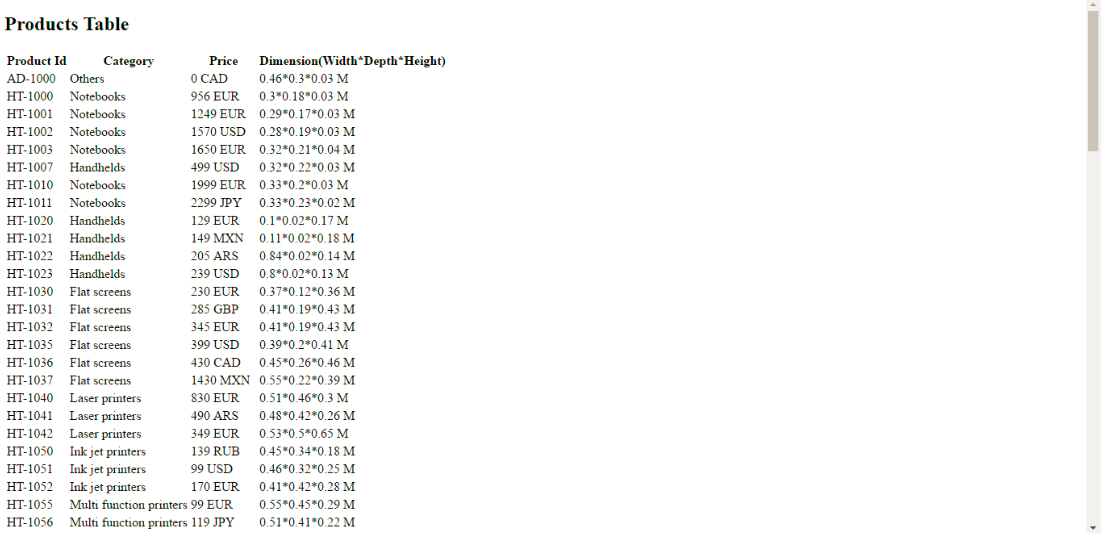 Products Table
Product Id Category Price Dimension(Width*Depth*Height)
AD-1000 Others 0 CAD 0.46*0.3*0.03 M
HT-1000 Notebooks 956 EUR 0.3*0.18*0.03 M
HT-1001 Notebooks 1249 EUR 0.29*0.17*0.03 M
HT-1002 Notebooks 1570 USD 0.28*0.19*0.03 M
HT-1003 Notebooks 1650 EUR 0.32*0.21*0.04 M
HT-1007 Handhelds 499 USD 0.32*0.22*0.03 M
HT-1010 Notebooks 1999 EUR 0.33*0.2*0.03 M
HT-1011 Notebooks 2299 JPY 0.33*0.23*0.02 M
HT-1020 Handhelds 129 EUR 0.1*0.02*0.17 M
HT-1021 Handhelds 149 MXN 0.11*0.02*0.18 M
HT-1022 Handhelds 205 ARS 0.84*0.02*0.14 M
HT-1023 Handhelds 239 USD 0.8*0.02*0.13 M
HT-1030 Flat screens 230 EUR 0.37*0.12*0.36 M
HT-1031 Flat screens 285 GBP 0.41*0.19*0.43 M
HT-1032 Flat screens 345 EUR 0.41*0.19*0.43 M
HT-1035 Flat screens 399 USD 0.39*0.2*0.41 M
HT-1036 Flat screens 430 CAD 0.45*0.26*0.46 M
HT-1037 Flat screens 1430 MXN 0.55*0.22*0.39 M
HT-1040 Laser printers 830 EUR 0.51*0.46*0.3 M
HT-1041 Laser printers 490 ARS 0.48*0.42*0.26 M
HT-1042 Laser printers 349 EUR 0.53*0.5*0.65 M
HT-1050 Ink jet printers 139 RUB 0.45*0.34*0.18 M
HT-1051 Ink jet printers 99 USD 0.46*0.32*0.25 M
HT-1052 Ink jet printers 170 EUR 0.41*0.42*0.28 M
HT-1055 Multi function printers 99 EUR 0.55*0.45*0.29 M
HT-1056 Multi function printers 119 JPY 0.51*0.41*0.22 M